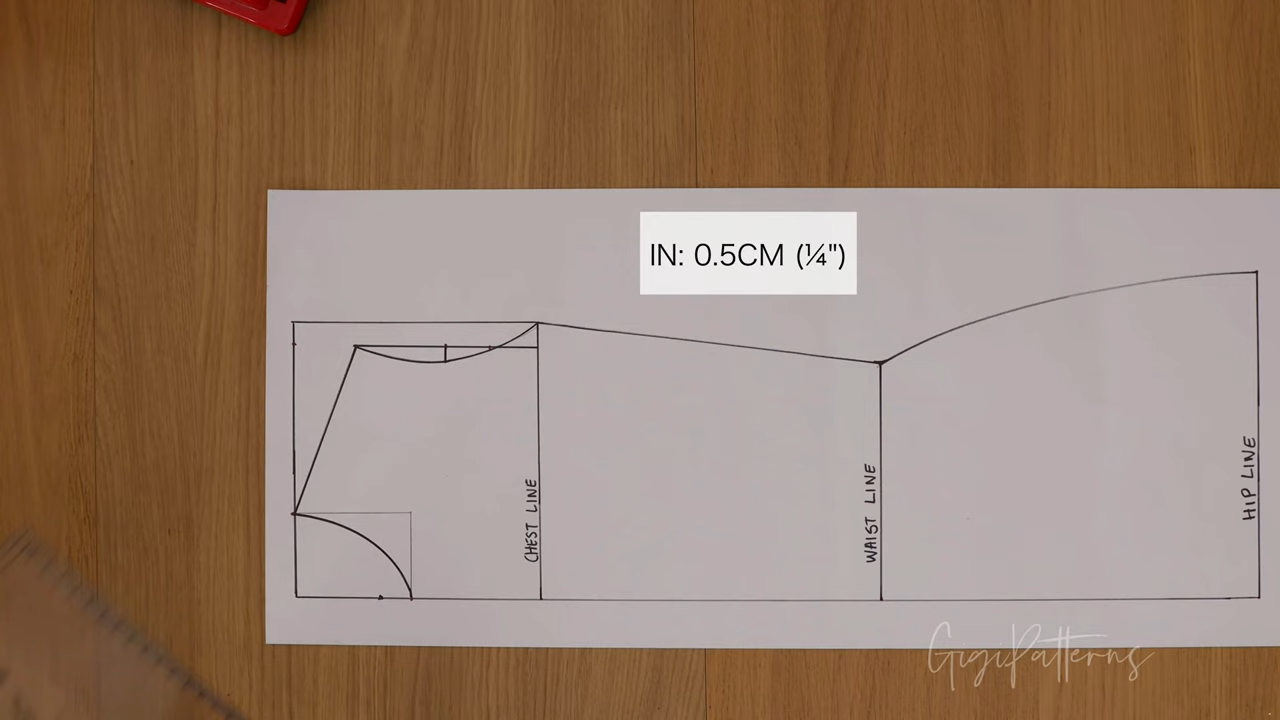 IN: 0.5CM (¼")
CHEST LINE
WAIST LINE
HIP LINE
GigiPatterns